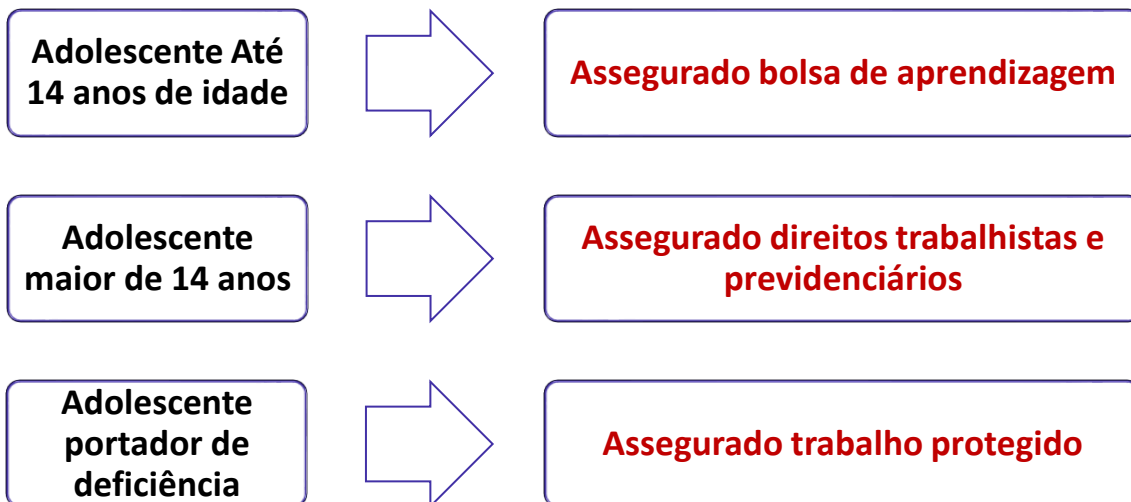 Adolescente Até
14 anos de idade
Assegurado bolsa de aprendizagem
Adolescente
maior de 14 anos
Assegurado direitos trabalhistas e
previdenciários
Adolescente
portador de
deficiência
Assegurado trabalho protegido